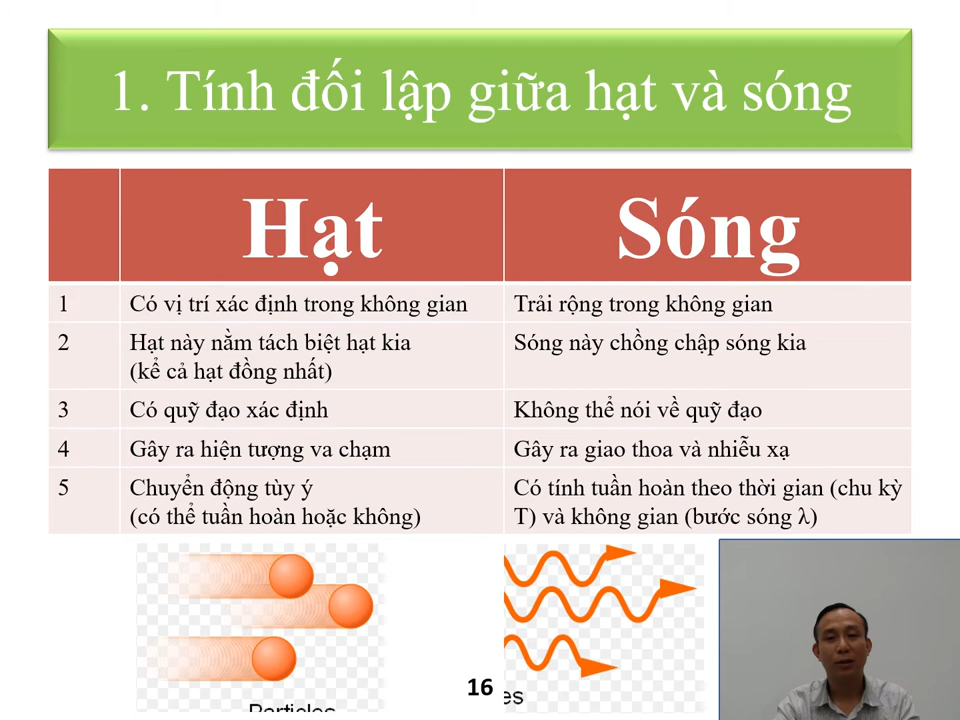 1. Tính đối lập giữa hạt và sóng
Hạt
Sóng
1
Có vị trí xác định trong không gian
Trải rộng trong không gian
2
Hạt này nằm tách biệt hạt kia
(kể cả hạt đồng nhất)
Sóng này chồng chập sóng kia
3
Có quỹ đạo xác định
Không thể nói về quỹ đạo
4
Gây ra hiện tượng va chạm
Gây ra giao thoa và nhiễu xạ
5
Chuyển động tùy ý
(có thể tuần hoàn hoặc không)
Có tính tuần hoàn theo thời gian (chu kỳ
T) và không gian (bước sóng λ)
Particles
16
es